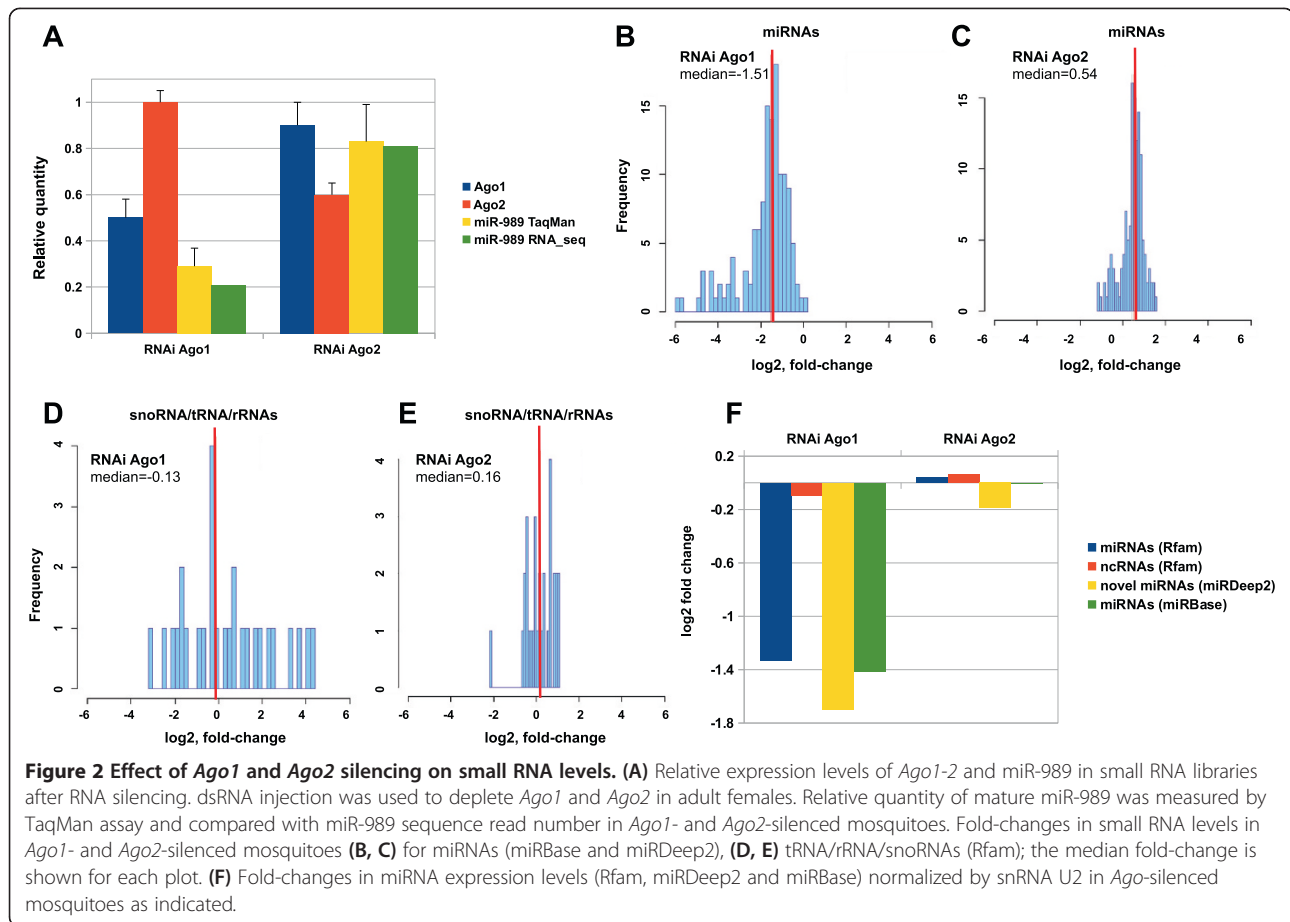 A
Relative quantity
1
0.8
0.6
0.4
0.2
0
RNAi Ago1
RNAi Ago2
Ago1
Ago2
miR-989 TaqMan
miR-989 RNA_seq
B
miRNAs
RNAi Ago1
median=-1.51
Frequency
15
10
5
0
-6 -4 -2 0 2 4 6
log2, fold-change
C
miRNAs
RNAi Ago2
median=0.54
15
10
5
0
-6 -4 -2 0 2 4 6
log2, fold-change
D
snoRNA/tRNA/rRNAs
RNAi Ago1
median=-0.13
Frequency
4
3
2
1
0
-6 -4 -2 0 2 4 6
log2, fold-change
E
snoRNA/tRNA/rRNAs
RNAi Ago2
median=0.16
4
3
2
1
0
-6 -4 -2 0 2 4 6
log2, fold-change
F
RNAi Ago1
RNAi Ago2
log2 fold change
0.2
-0.2
-0.6
-1
-1.4
-1.8
miRNAs (Rfam)
ncRNAs (Rfam)
novel miRNAs (miRDeep2)
miRNAs (miRBase)
Figure 2 Effect of Ago1 and Ago2 silencing on small RNA levels. (A) Relative expression levels of Ago1-2 and miR-989 in small RNA libraries
after RNA silencing. dsRNA injection was used to deplete Ago1 and Ago2 in adult females. Relative quantity of mature miR-989 was measured by
TaqMan assay and compared with miR-989 sequence read number in Ago1- and Ago2-silenced mosquitoes. Fold-changes in small RNA levels in
Ago1- and Ago2-silenced mosquitoes (B, C) for miRNAs (miRBase and miRDeep2), (D, E) tRNA/rRNA/snoRNAs (Rfam); the median fold-change is
shown for each plot. (F) Fold-changes in miRNA expression levels (Rfam, miRDeep2 and miRBase) normalized by snRNA U2 in Ago-silenced
mosquitoes as indicated.